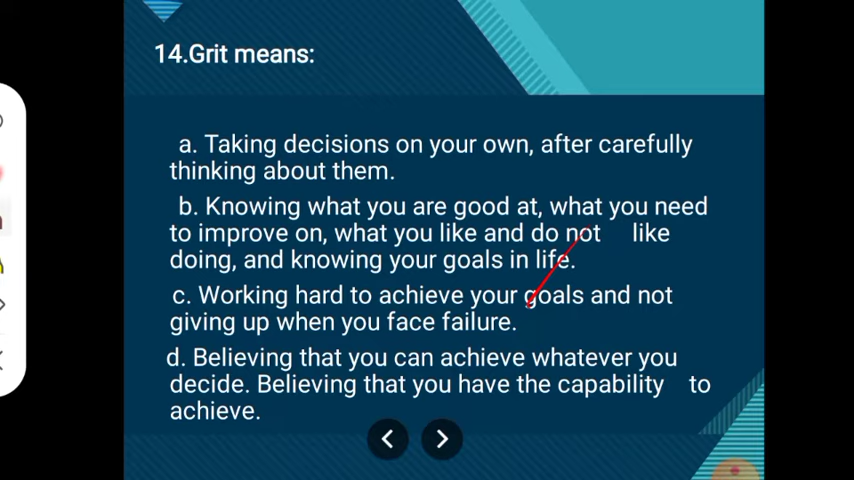 14.Grit means:
a. Taking decisions on your own, after carefully
thinking about them.
b. Knowing what you are good at, what you need
to improve on, what you like and do not like
doing, and knowing your goals in life.
c. Working hard to achieve your goals and not
giving up when you face failure.
d. Believing that you can achieve whatever you
decide. Believing that you have the capability to
achieve.